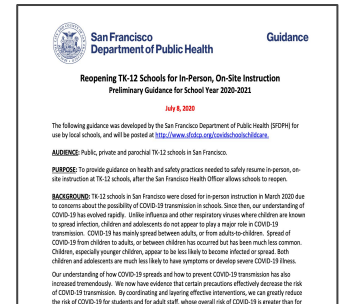 San Francisco
Department of Public Health
Guidance
Reopening TK-12 Schools for In-Person, On-Site Instruction
Preliminary Guidance for School Year 2020-2021
July 8, 2020
The following guidance was developed by the San Francisco Department of Public Health (SFDPH) for
use by local schools, and will be posted at http://www.sfcdcp.org/covidschoolschildcare.
AUDIENCE: Public, private and parochial TK-12 schools in San Francisco.
PURPOSE: To provide guidance on health and safety practices needed to safely resume in-person, on-
site instruction at TK-12 schools, after the San Francisco Health Officer allows schools to reopen.
BACKGROUND: TK-12 schools in San Francisco were closed for in-person instruction in March 2020 due
to concerns about the possibility of COVID-19 transmission in schools. Since then, our understanding of
COVID-19 has evolved rapidly. Unlike influenza and other respiratory viruses where children are known
to spread infection, children and adolescents do not appear to play a major role in COVID-19
transmission. COVID-19 has mainly spread between adults, or from adults-to-children. Spread of
COVID-19 from children to adults, or between children has occurred but has been much less common.
Children, especially younger children, appear to be less likely to become infected or spread. Both
children and adolescents are much less likely to have symptoms or develop severe COVID-19 illness.
Our understanding of how COVID-19 spreads and how to prevent COVID-19 transmission has also
increased tremendously. We now have evidence that certain precautions effectively decrease the risk
of COVID-19 transmission. By coordinating and layering effective interventions, we can greatly reduce
the risk of COVID-19 for students and for adult staff, whose overall risk of COVID-19 is greater than for